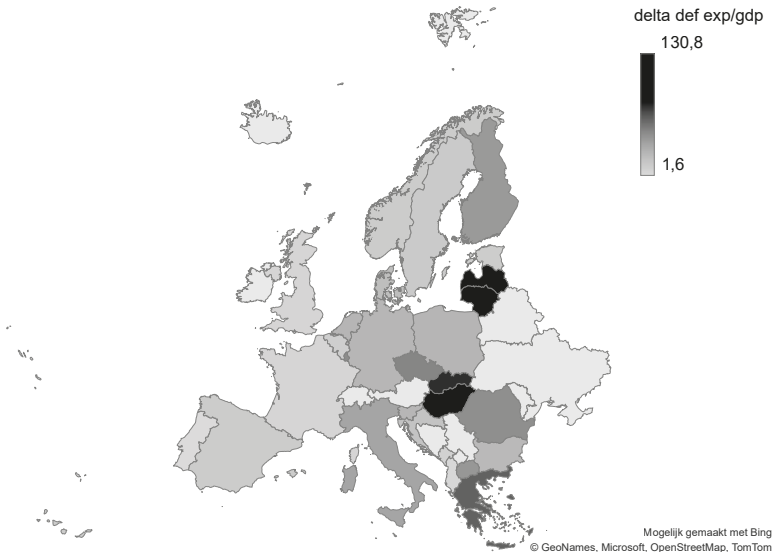 delta def exp/gdp
130,8
1,6
Mogelijk gemaakt met Bing
© GeoNames, Microsoft, OpenStreetMap, TomTom